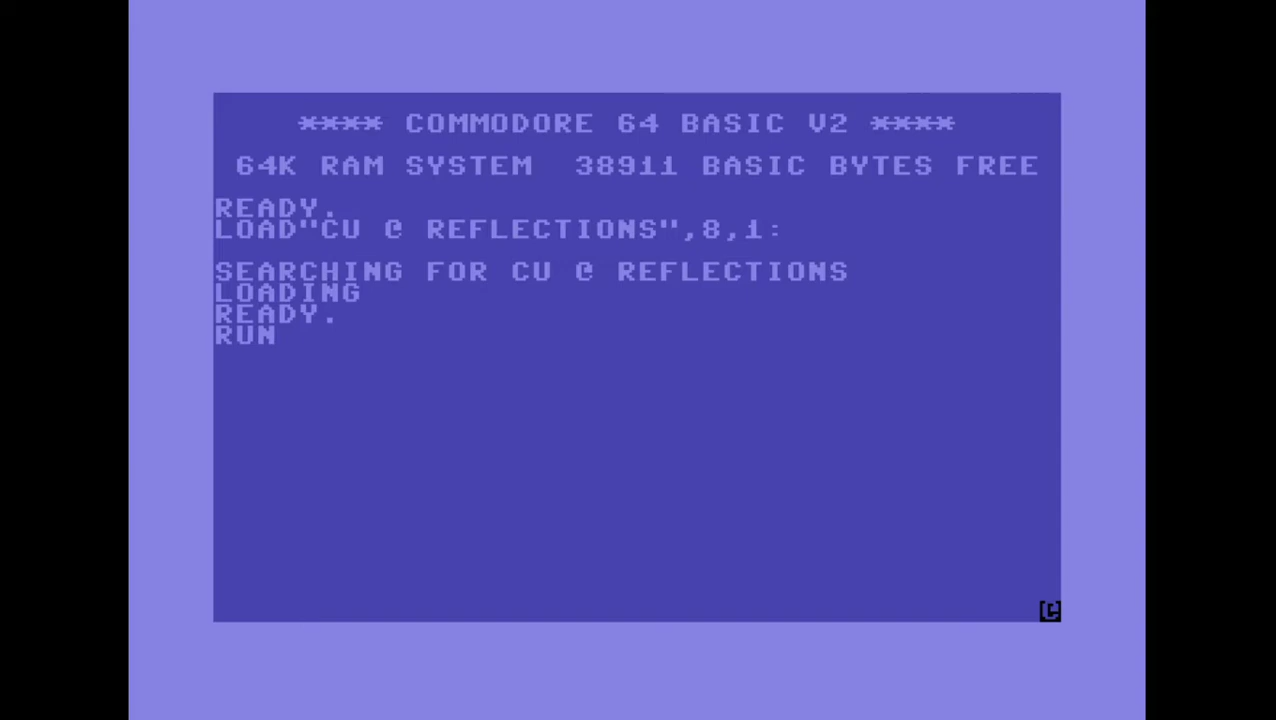 **** COMMODORE 64 BASIC V2 ****
64K RAM SYSTEM  38911 BASIC BYTES FREE
READY.
LOAD"CU @ REFLECTIONS",8,1:
SEARCHING FOR CU @ REFLECTIONS
LOADING
READY.
RUN